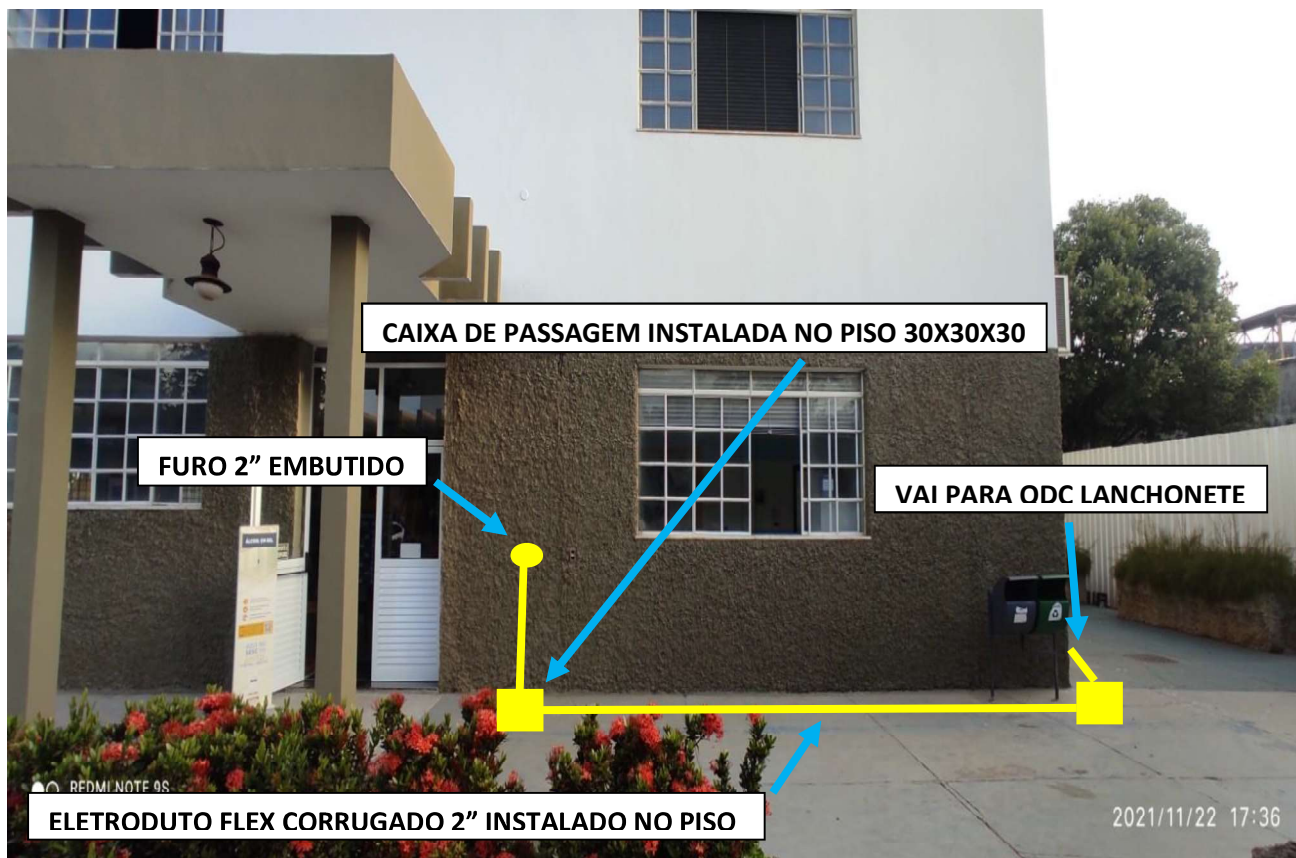 CAIXA DE PASSAGEM INSTALADA NO PISO 30X30X30
FURO 2” EMBUTIDO
VAI PARA QDC LANCHONETE
REDMI NOTE 9S
ELETRODUTO FLEX CORRUGADO 2” INSTALADO NO PISO
2021/11/22 17:36